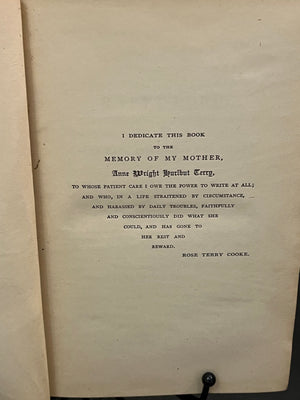 I DEDICATE THIS BOOK
TO THE
MEMORY OF MY MOTHER,
Anne Wright Hurlbut Terry,
TO WHOSE PATIENT CARE I OWE THE POWER TO WRITE AT ALL;
AND WHO, IN A LIFE STRAITENED BY CIRCUMSTANCE,
AND HARASSED BY DAILY TROUBLES, FAITHFULLY
AND CONSCIENTIOUSLY DID WHAT SHE
COULD, AND HAS GONE TO
HER REST AND
REWARD.
ROSE TERRY COOKE.